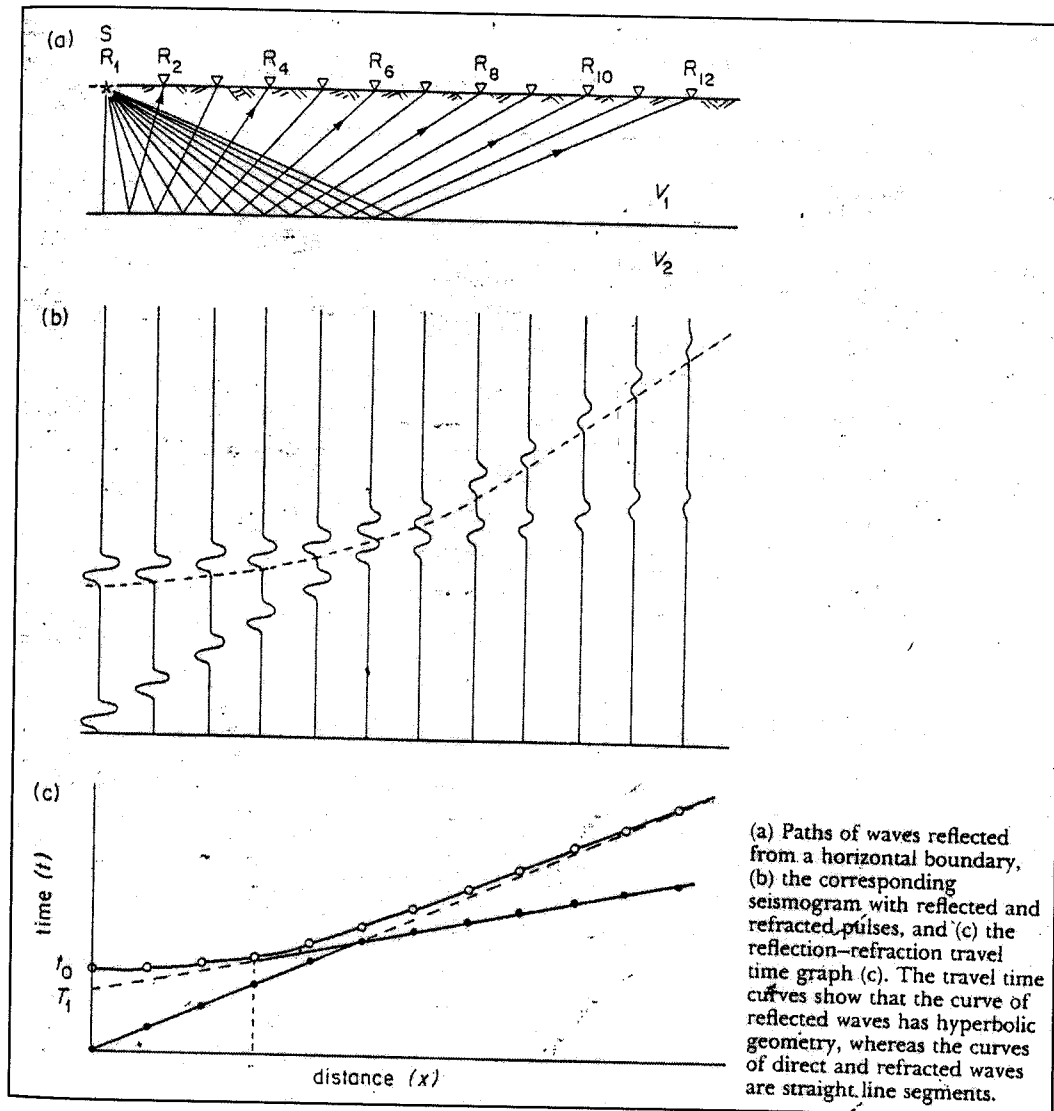 (a)
S
R1 R2 R4 R6 R8 R10 R12
V1
V2
(b)
(c)
time (t)
t0
T1
distance (x)
(a) Paths of waves reflected
from a horizontal boundary,
(b) the corresponding
seismogram with reflected and
refracted pulses, and (c) the
reflection–refraction travel
time graph (c). The travel time
curves show that the curve of
reflected waves has hyperbolic
geometry, whereas the curves
of direct and refracted waves
are straight line segments.